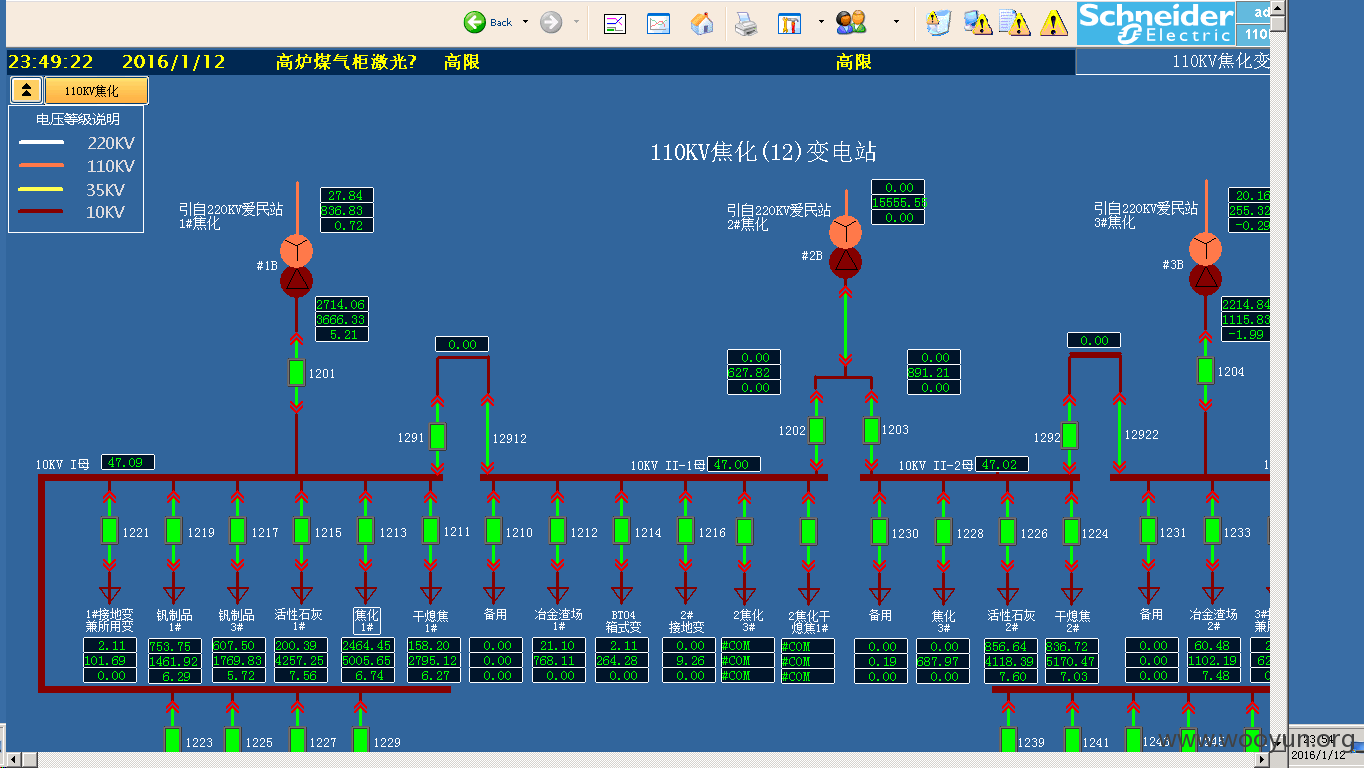 Back
Schneider
Electric
ad
110
23:49:22 2016/1/12 高炉煤气柜激光? 高限 高限
110KV焦化变
110KV焦化
电压等级说明
220KV
110KV
35KV
10KV
110KV焦化(12)变电站
引自220KV爱民站
1#焦化
27.84
836.83
0.72
#1B
2714.06
3666.33
5.21
1201
引自220KV爱民站
2#焦化
0.00
15555.55
0.00
#2B
0.00
627.82
0.00
0.00
891.21
0.00
引自220KV爱民站
3#焦化
20.16
255.32
-0.29
#3B
2214.84
1115.83
-1.99
1204
0.00
0.00
1291 12912 1202 1203 1292 12922
10KV I母 47.09 10KV II-1母 47.00 10KV II-2母 47.02
1221 1219 1217 1215 1213 1211 1210 1212 1214 1216 1230 1228 1226 1224 1231 1233
1#接地变 钒制品 钒制品 活性石灰 焦化 干熄焦 备用 冶金渣场 BT04 2# 2焦化 2焦化干 备用 焦化 活性石灰 干熄焦 备用 冶金渣场
兼所用变 1# 3# 1# 1# 1# 1# 箱式变 接地变 3# 熄焦1# 3# 2# 2# 2#
2.11 753.75 607.50 200.39 2464.45 158.20 0.00 21.10 2.11 0.00 #COM #COM 0.00 0.00 856.64 836.72 0.00 60.48
101.69 1461.92 1769.83 4257.25 5005.65 2795.12 0.00 768.11 264.28 9.26 #COM #COM 0.19 687.97 4118.39 5170.47 0.00 1102.19
0.00 6.29 5.72 7.56 6.74 6.27 0.00 0.00 0.00 0.00 #COM #COM 0.00 0.00 7.60 7.03 0.00 7.48
1223 1225 1227 1229 1239 1241
www.wooyun.org
23:54
2016/1/12